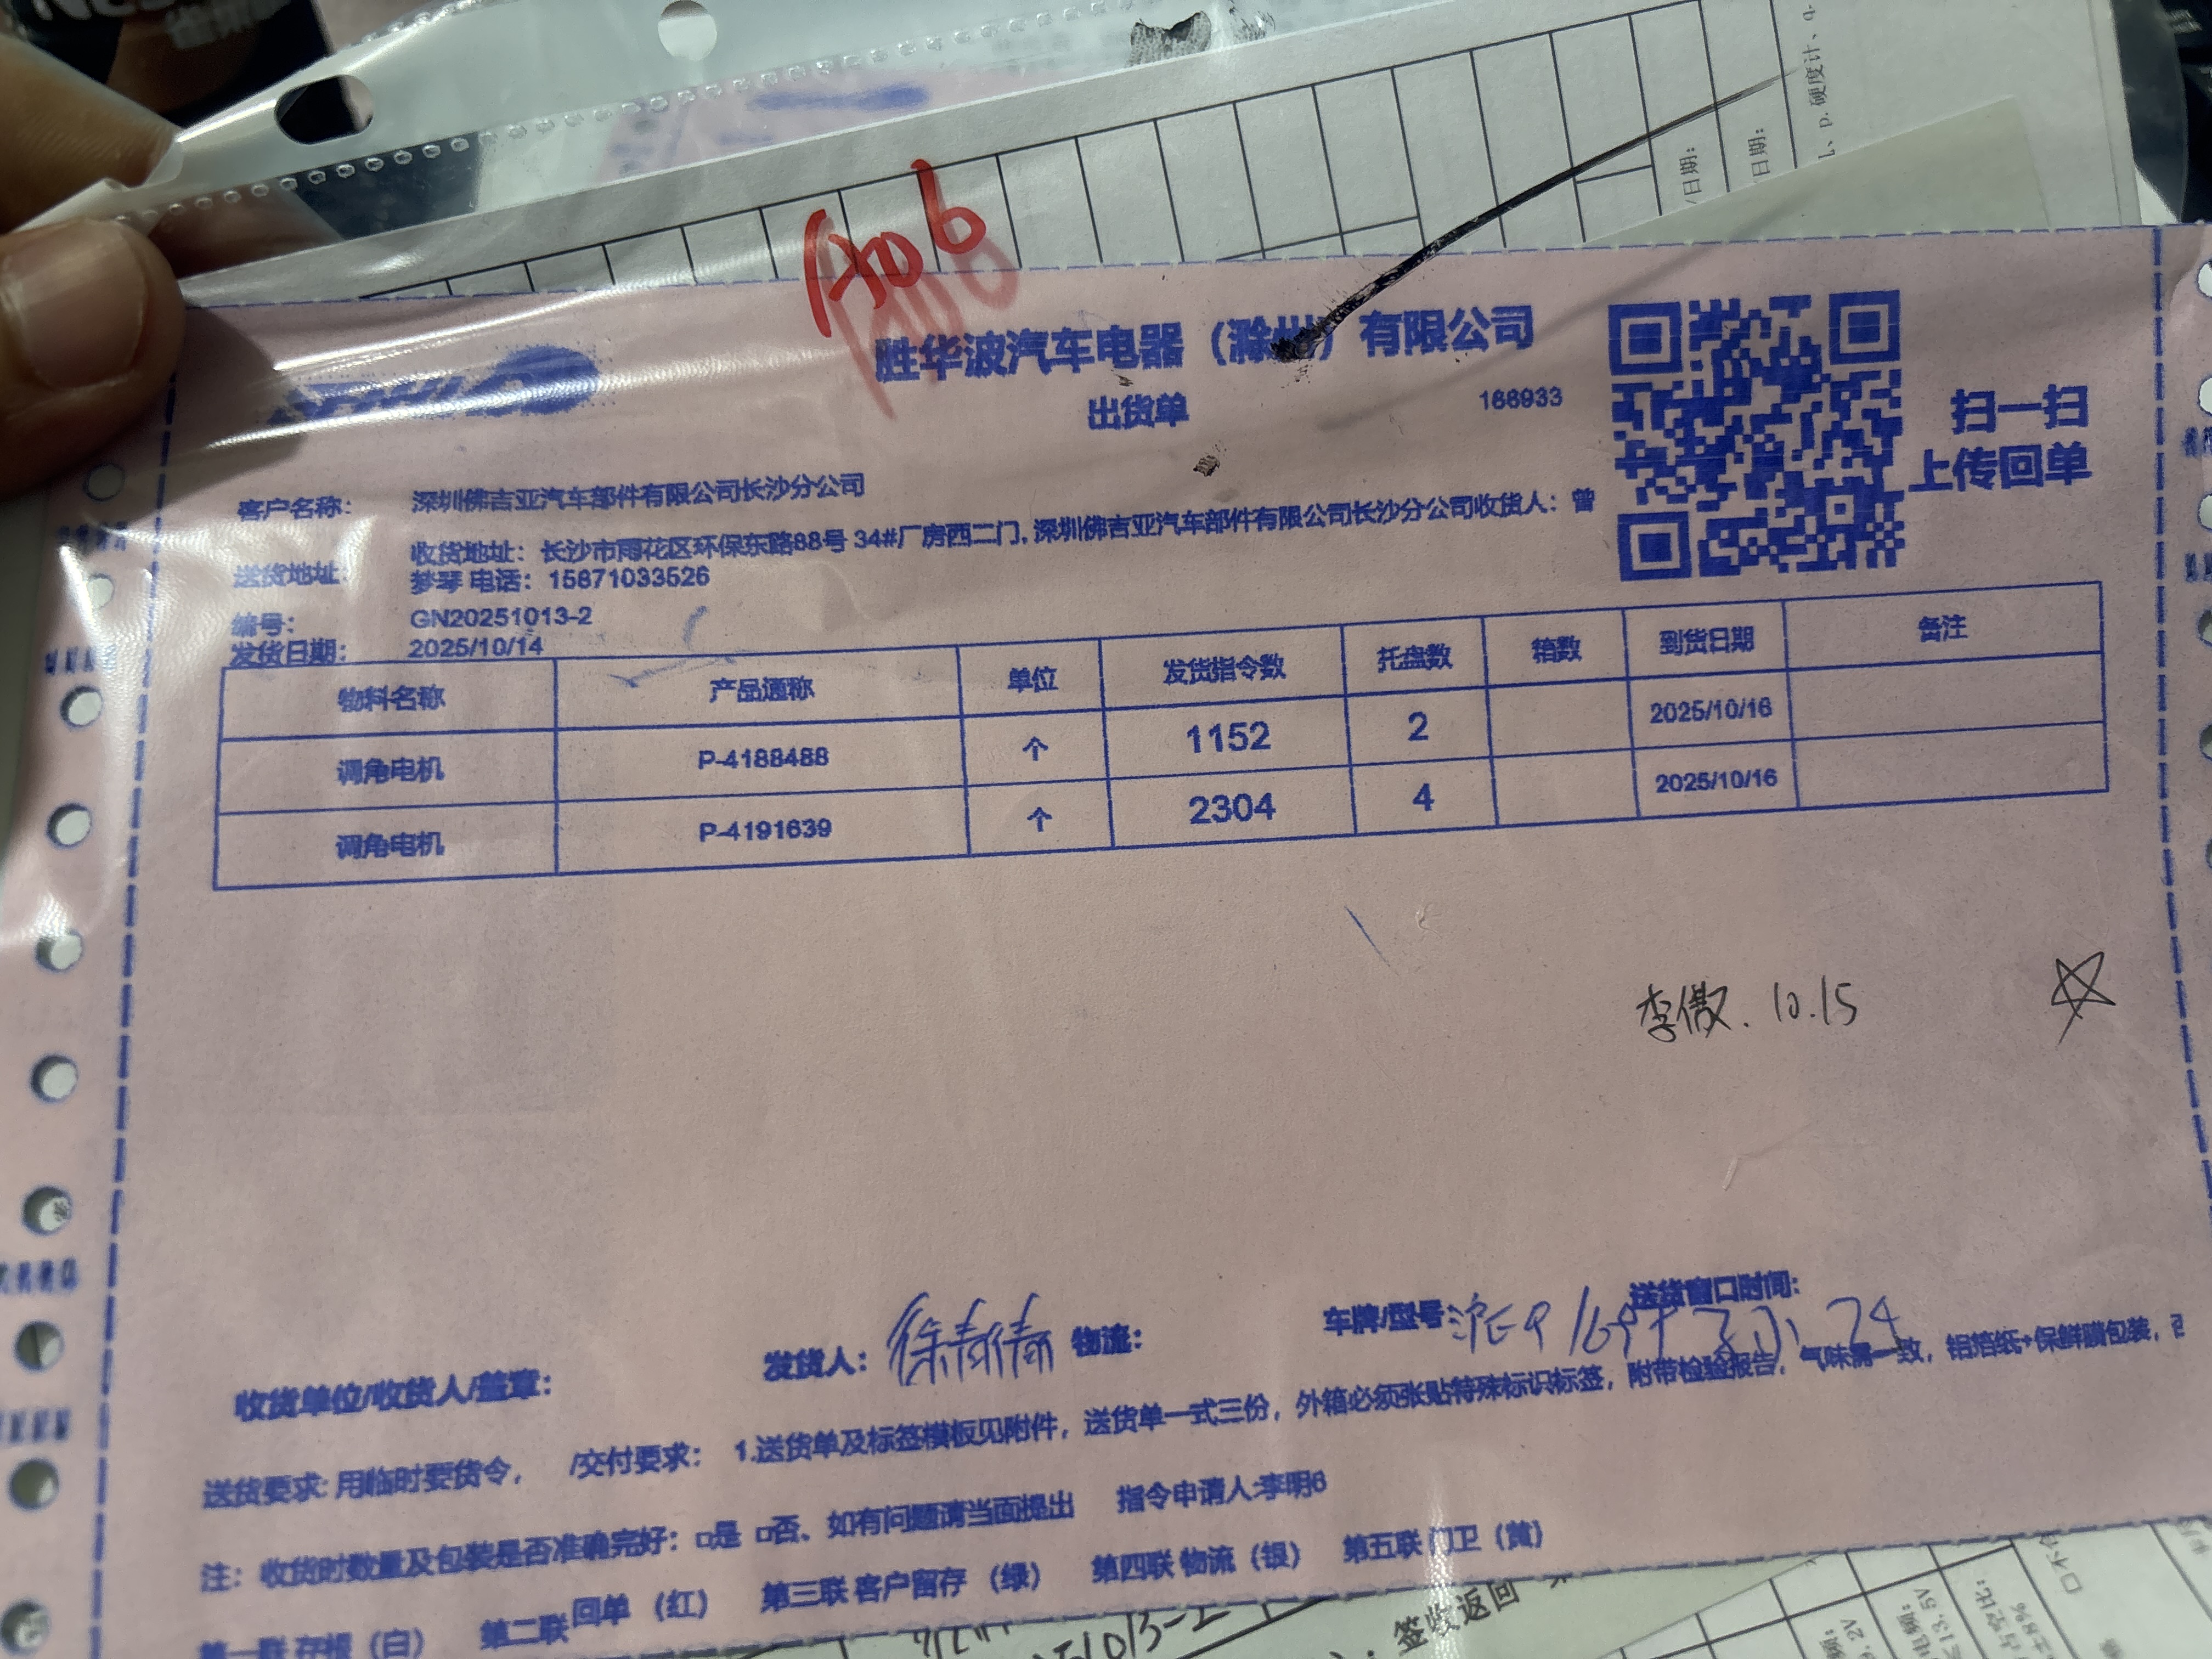 胜华波汽车电器（滁州）有限公司
出货单
186933
扫一扫
上传回单
客户名称： 深圳佛吉亚汽车部件有限公司长沙分公司
送货地址： 收货地址：长沙市雨花区环保东路88号 34#厂房西二门,深圳佛吉亚汽车部件有限公司长沙分公司收货人：曾
梦琴 电话：15871033526
编号： GN20251013-2
发货日期： 2025/10/14
物料名称 产品通称 单位 发货指令数 托盘数 箱数 到货日期 备注
调角电机 P-4188488 个 1152 2 2025/10/16
调角电机 P-4191639 个 2304 4 2025/10/16
李傲. 10.15
收货单位/收货人/盖章： 发货人： 徐青青 物流： 车牌/型号 送货窗口时间：
送货要求: 用临时要货令， /交付要求： 1.送货单及标签模板见附件，送货单一式三份，外箱必须张贴特殊标识标签，附带检验报告，气味需一致，铝箔纸+保鲜膜包装，
注： 收货时数量及包装是否准确完好：□是 □否、如有问题请当面提出 指令申请人:李明6
第一联 存根（白） 第二联 回单（红） 第三联 客户留存（绿） 第四联 物流（银） 第五联 门卫（黄）
签收返回